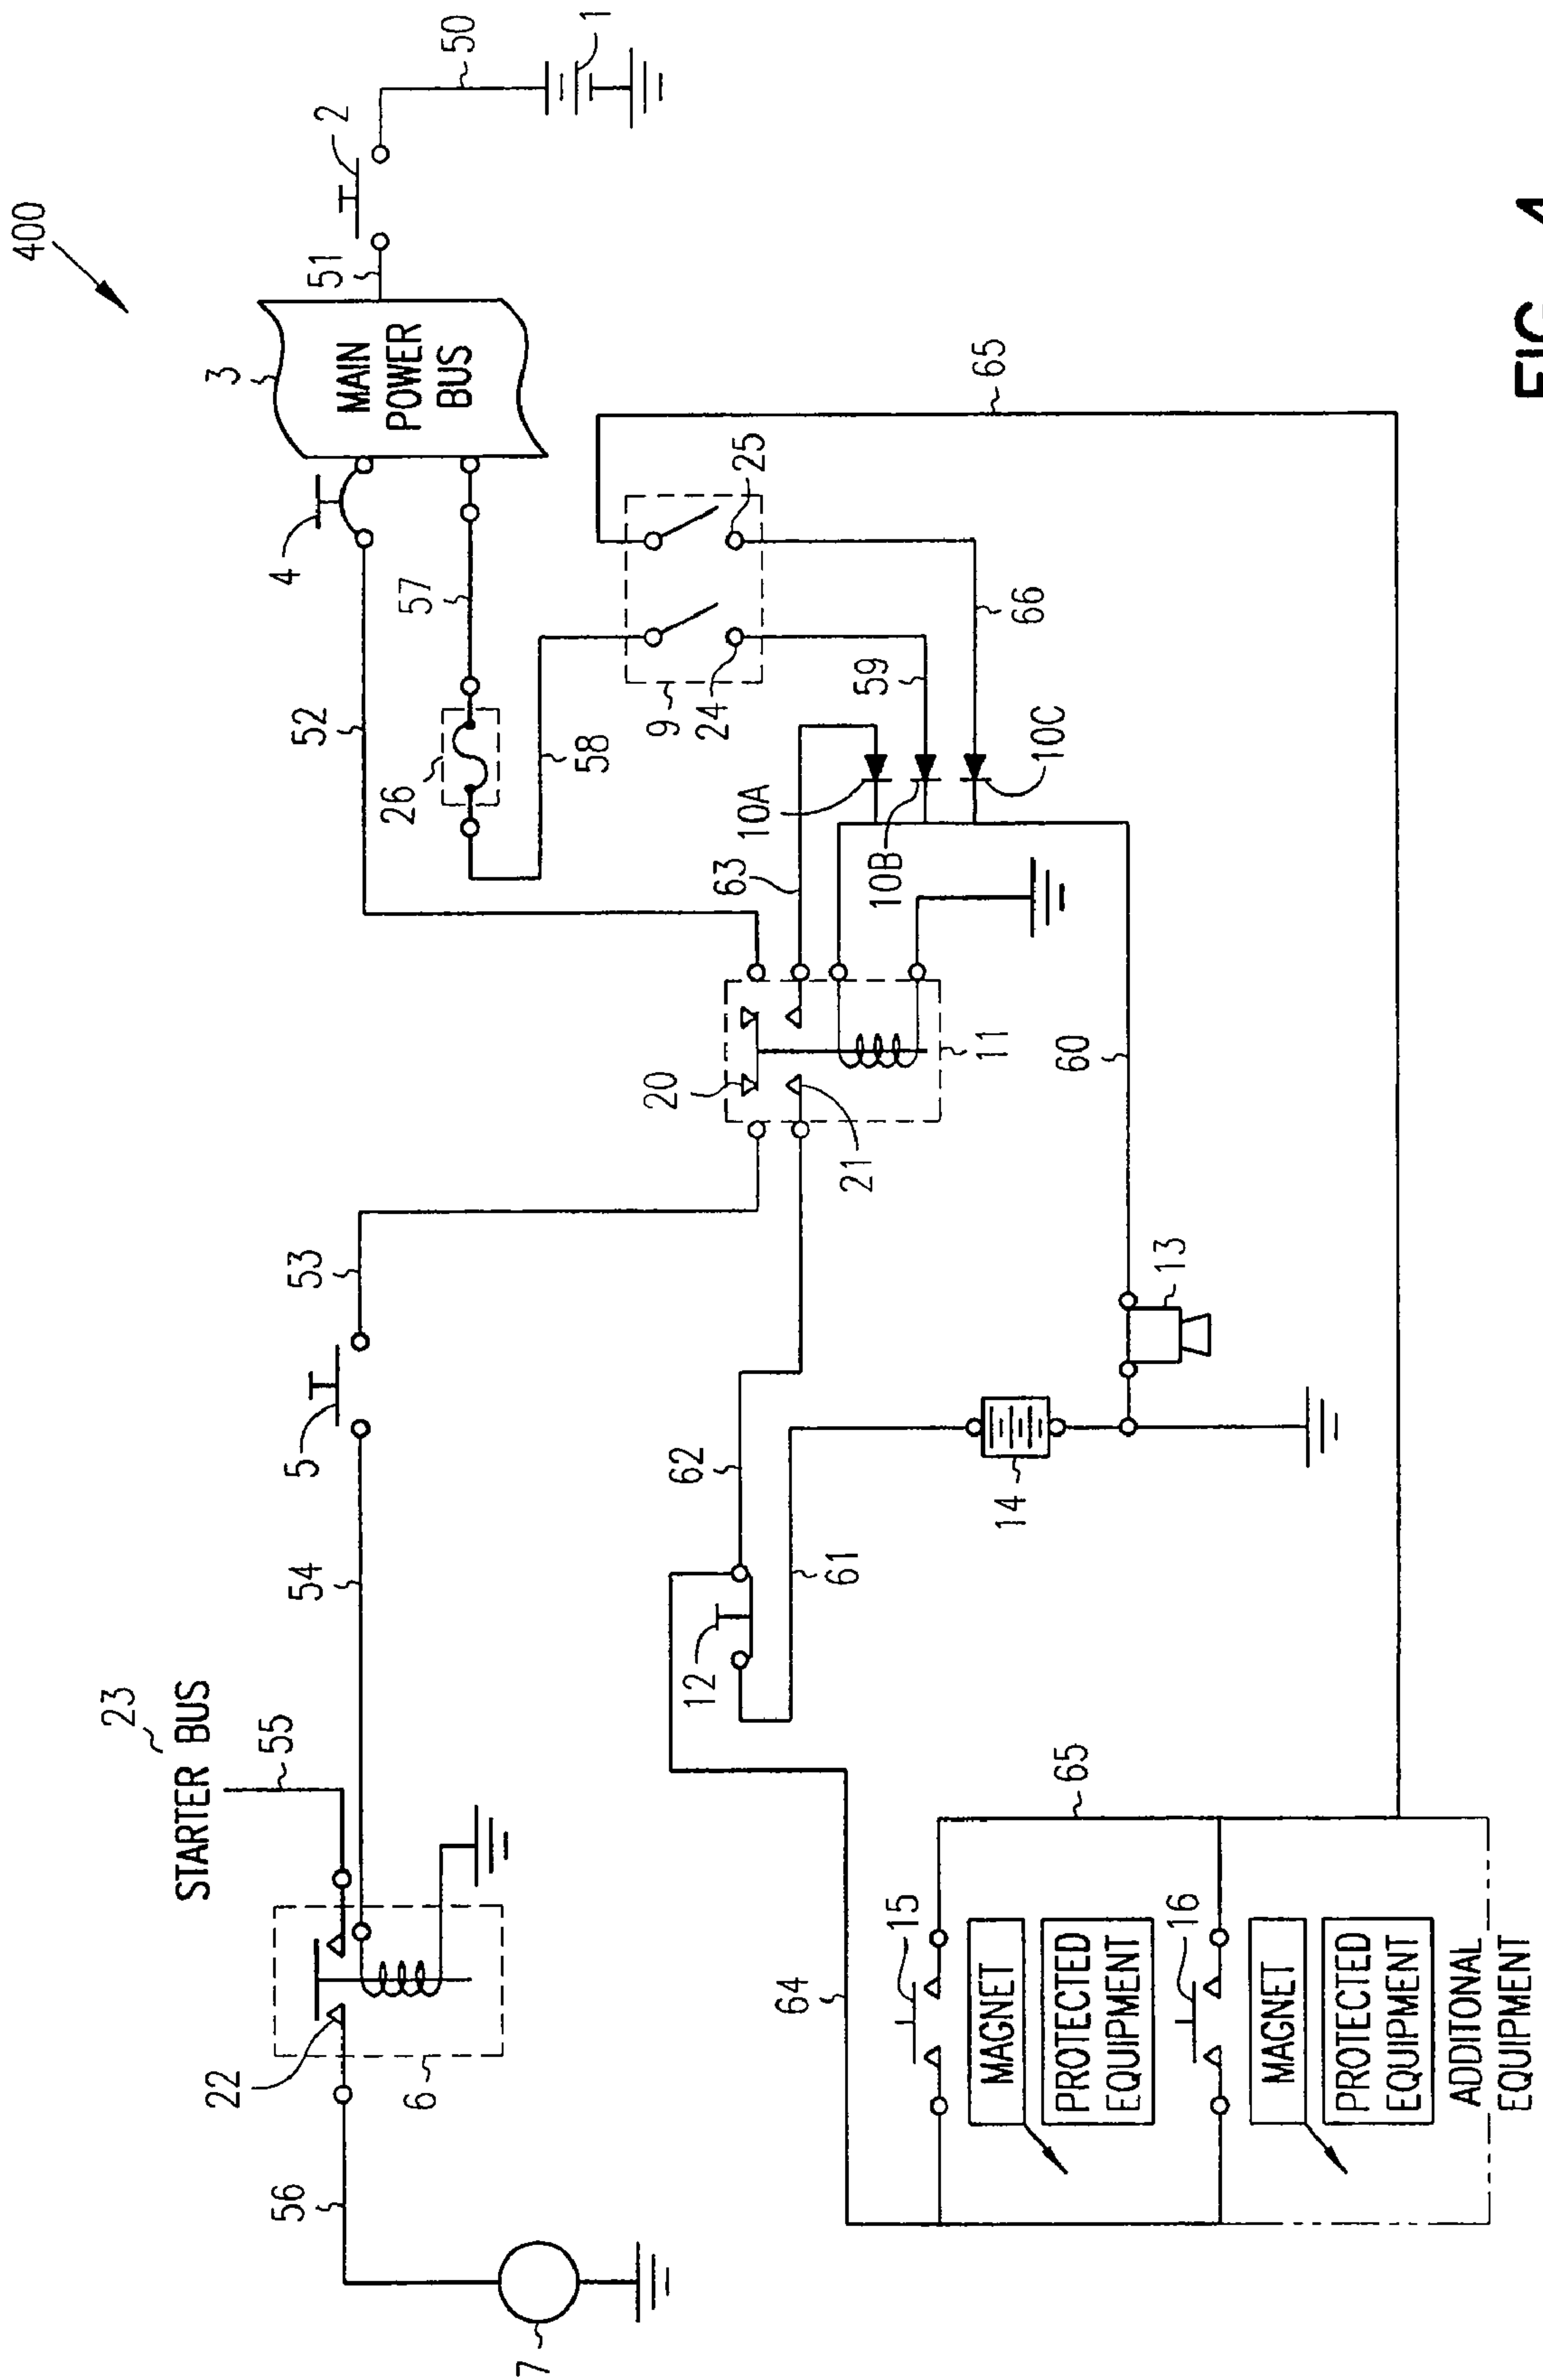 400
STARTER BUS
23
55
54
5
53
52
4
3
MAIN
POWER
BUS
51
2
50
1
56
22
6
7
26
57
58
9
24
25
59
66
65
63
10A
10B
10C
20
21
11
60
62
61
12
14
13
64
65
15
MAGNET
PROTECTED
EQUIPMENT
16
MAGNET
PROTECTED
EQUIPMENT
ADDITONAL
EQUIPMENT